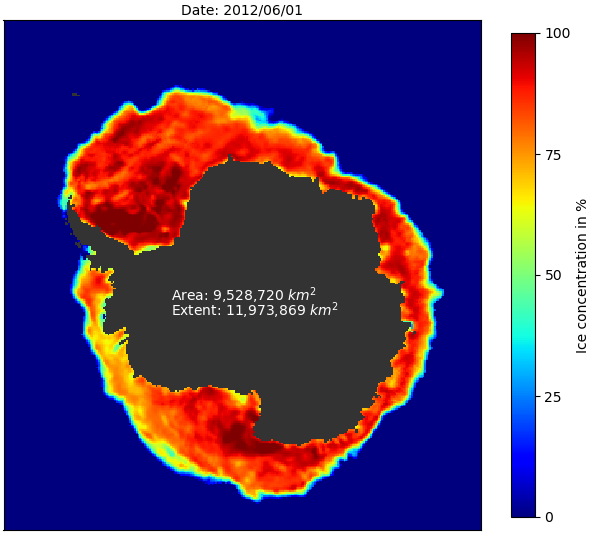 Date: 2012/06/01
Area: 9,528,720 km²
Extent: 11,973,869 km²
100
75
50
25
0
Ice concentration in %